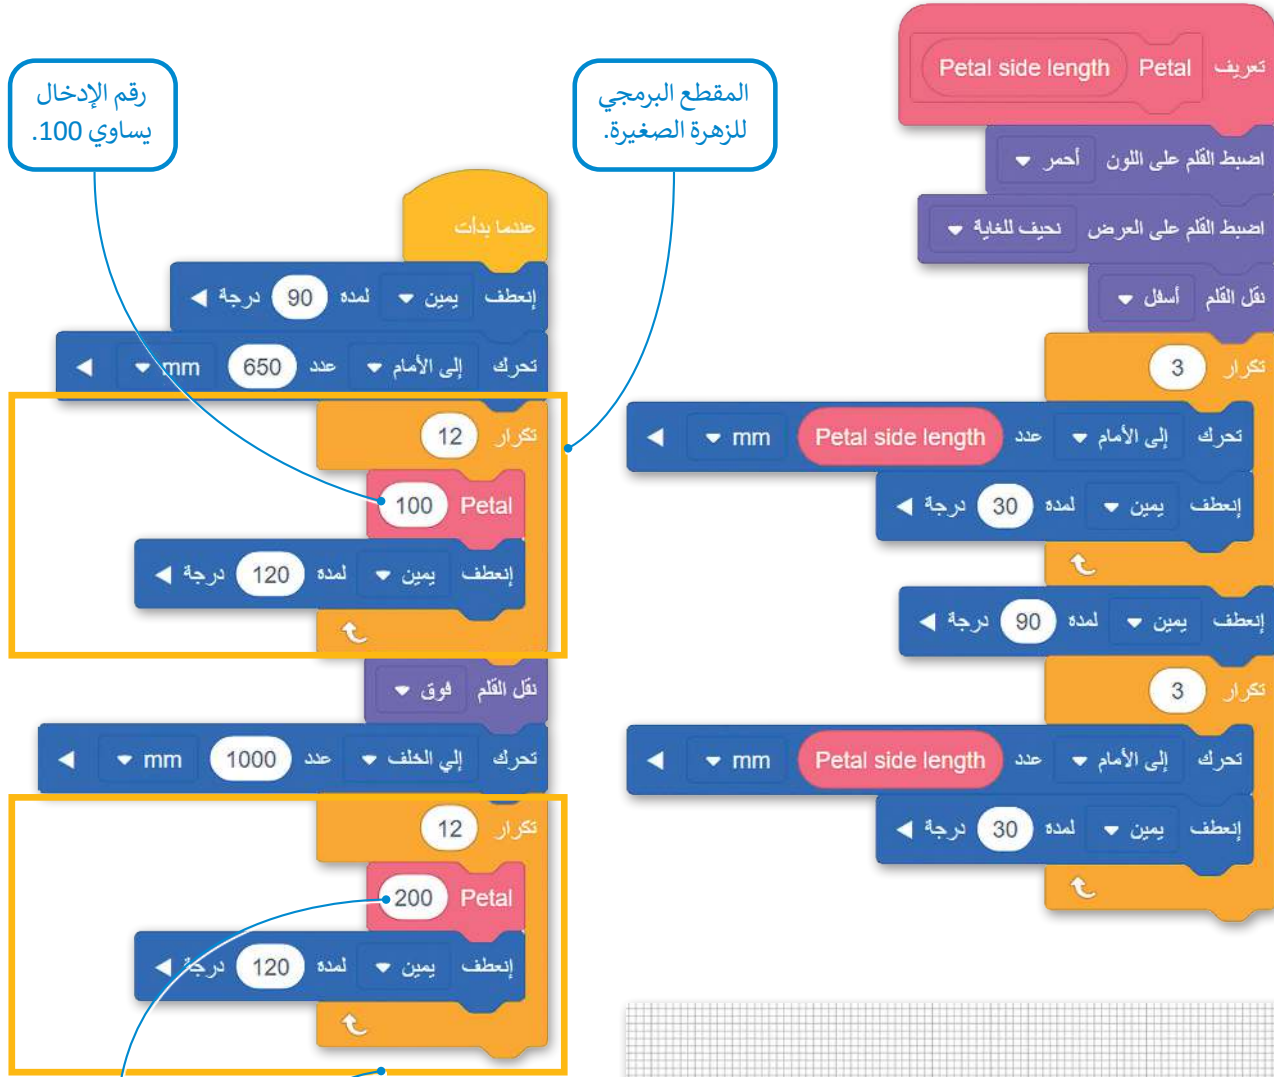 تعريف Petal Petal side length
اضبط القلم على اللون أحمر
اضبط القلم على العرض نحيف للغاية
نقل القلم أسفل
تكرار 3
تحرك إلى الأمام عدد Petal side length mm
إنعطف يمين لمدة 30 درجة
إنعطف يمين لمدة 90 درجة
تكرار 3
تحرك إلى الأمام عدد Petal side length mm
إنعطف يمين لمدة 30 درجة
المقطع البرمجي
للزهرة الصغيرة.
رقم الإدخال
يساوي 100.
عندما بدأت
إنعطف يمين لمدة 90 درجة
تحرك إلى الأمام عدد 650 mm
تكرار 12
Petal 100
إنعطف يمين لمدة 120 درجة
نقل القلم فوق
تحرك إلي الخلف عدد 1000 mm
تكرار 12
Petal 200
إنعطف يمين لمدة 120 درجة